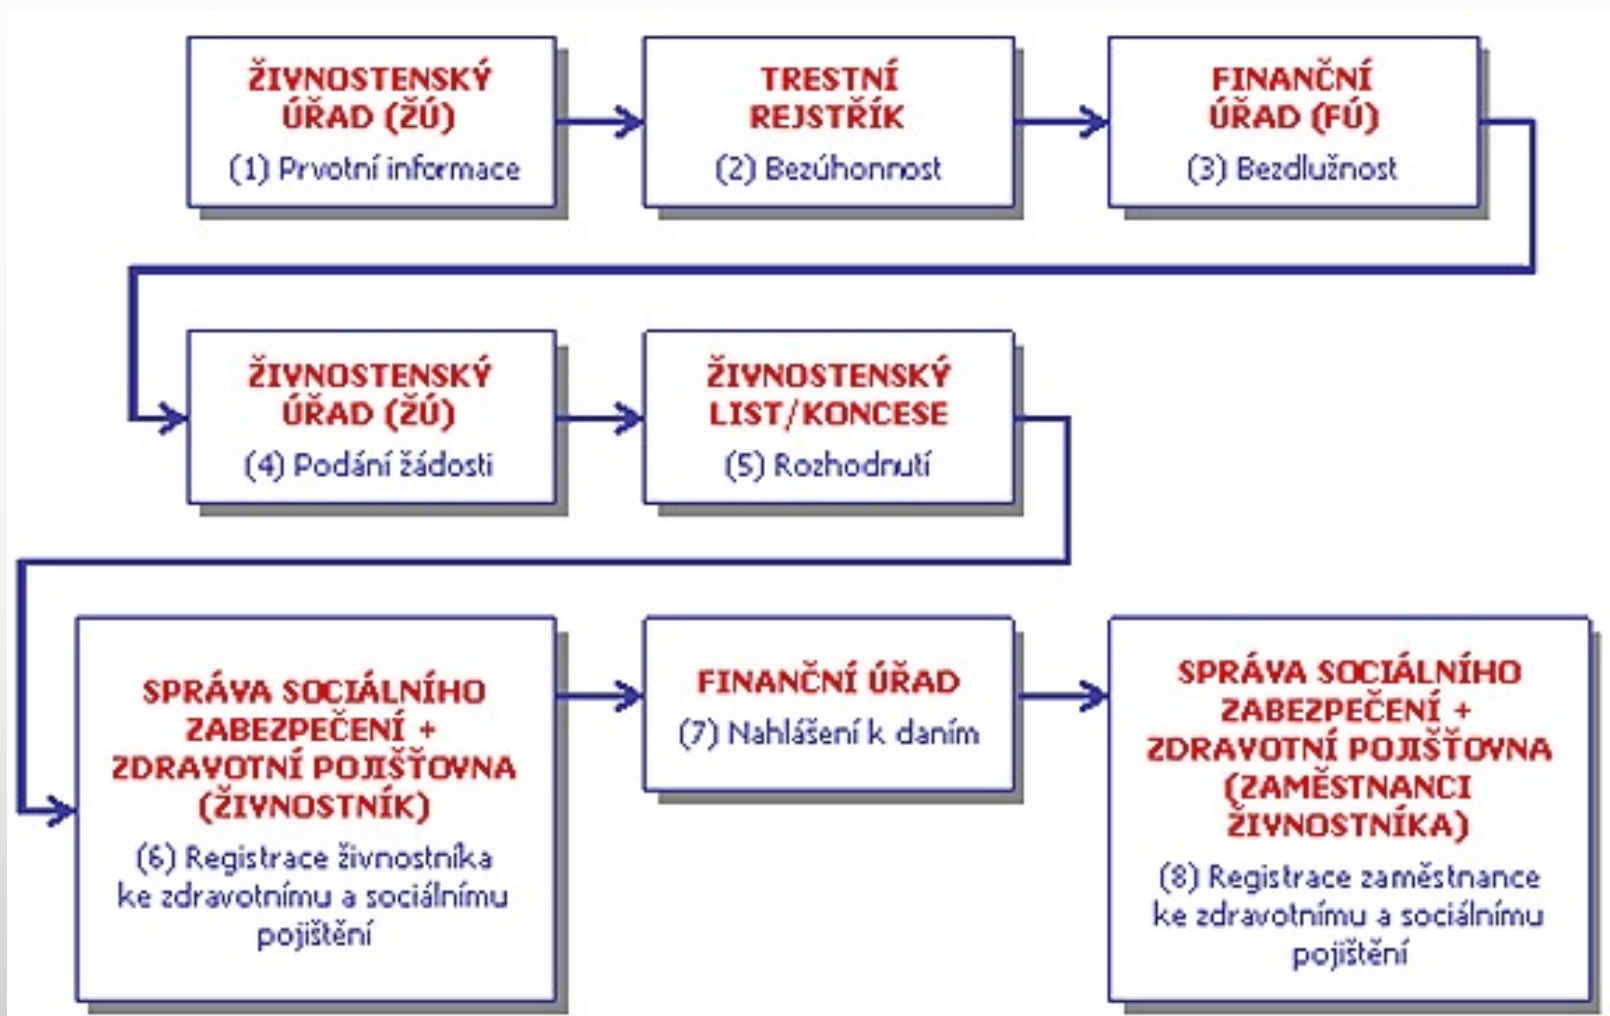 ŽIVNOSTENSKÝ
ÚŘAD (ŽÚ)
(1) Prvotní informace
TRESTNÍ
REJSTŘÍK
(2) Bezúhonnost
FINANČNÍ
ÚŘAD (FÚ)
(3) Bezdlužnost
ŽIVNOSTENSKÝ
ÚŘAD (ŽÚ)
(4) Podání žádosti
ŽIVNOSTENSKÝ
LIST/KONCESE
(5) Rozhodnutí
SPRÁVA SOCIÁLNÍHO
ZABEZPEČENÍ +
ZDRAVOTNÍ POJIŠŤOVNA
(ŽIVNOSTNÍK)
(6) Registrace živnostníka
ke zdravotnímu a sociálnímu
pojištění
FINANČNÍ ÚŘAD
(7) Nahlášení k daním
SPRÁVA SOCIÁLNÍHO
ZABEZPEČENÍ +
ZDRAVOTNÍ POJIŠŤOVNA
(ZAMĚSTNANCI
ŽIVNOSTNÍKA)
(8) Registrace zaměstnance
ke zdravotnímu a sociálnímu
pojištění